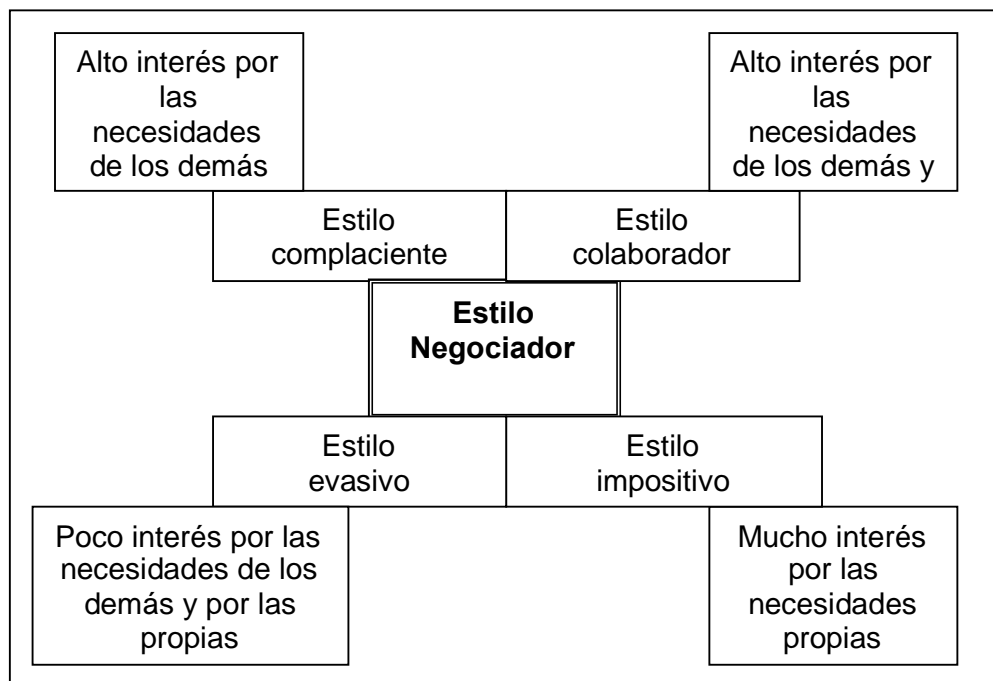 Alto interés por
las
necesidades
de los demás
Alto interés por
las
necesidades
de los demás y
Estilo
complaciente
Estilo
colaborador
Estilo
Negociador
Estilo
evasivo
Estilo
impositivo
Poco interés por las
necesidades de los
demás y por las
propias
Mucho interés
por las
necesidades
propias